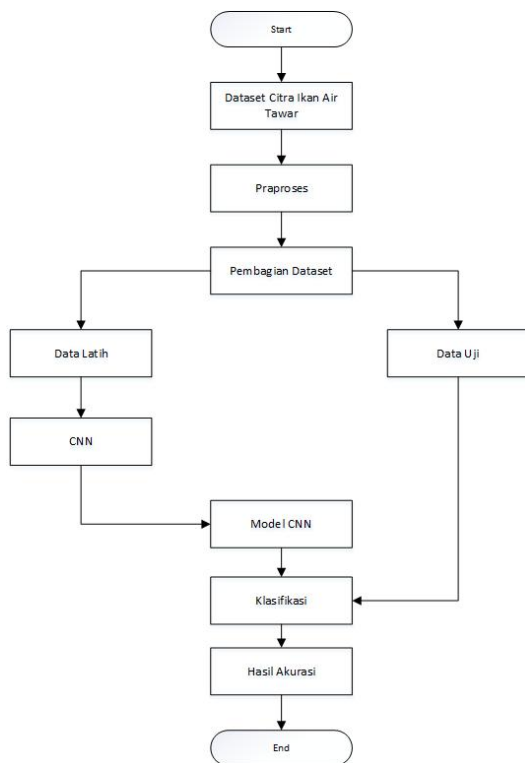 Start
Dataset Citra Ikan Air
Tawar
Praproses
Pembagian Dataset
Data Latih
Data Uji
CNN
Model CNN
Klasifikasi
Hasil Akurasi
End